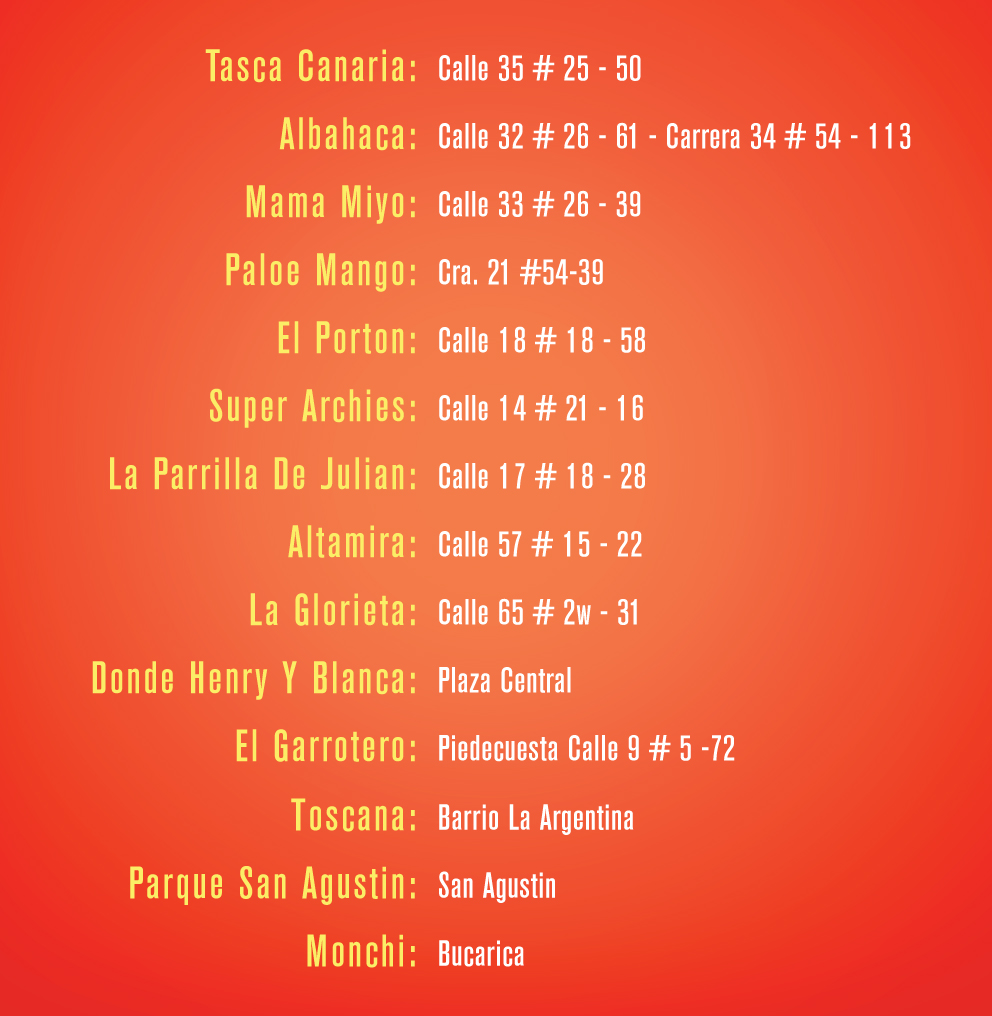 Tasca Canaria: Calle 35 # 25 - 50
Albahaca: Calle 32 # 26 - 61 - Carrera 34 # 54 - 113
Mama Miyo: Calle 33 # 26 - 39
Paloe Mango: Cra. 21 #54-39
El Porton: Calle 18 # 18 - 58
Super Archies: Calle 14 # 21 - 16
La Parrilla De Julian: Calle 17 # 18 - 28
Altamira: Calle 57 # 15 - 22
La Glorieta: Calle 65 # 2w - 31
Donde Henry Y Blanca: Plaza Central
El Garrotero: Piedecuesta Calle 9 # 5 -72
Toscana: Barrio La Argentina
Parque San Agustin: San Agustin
Monchi: Bucarica